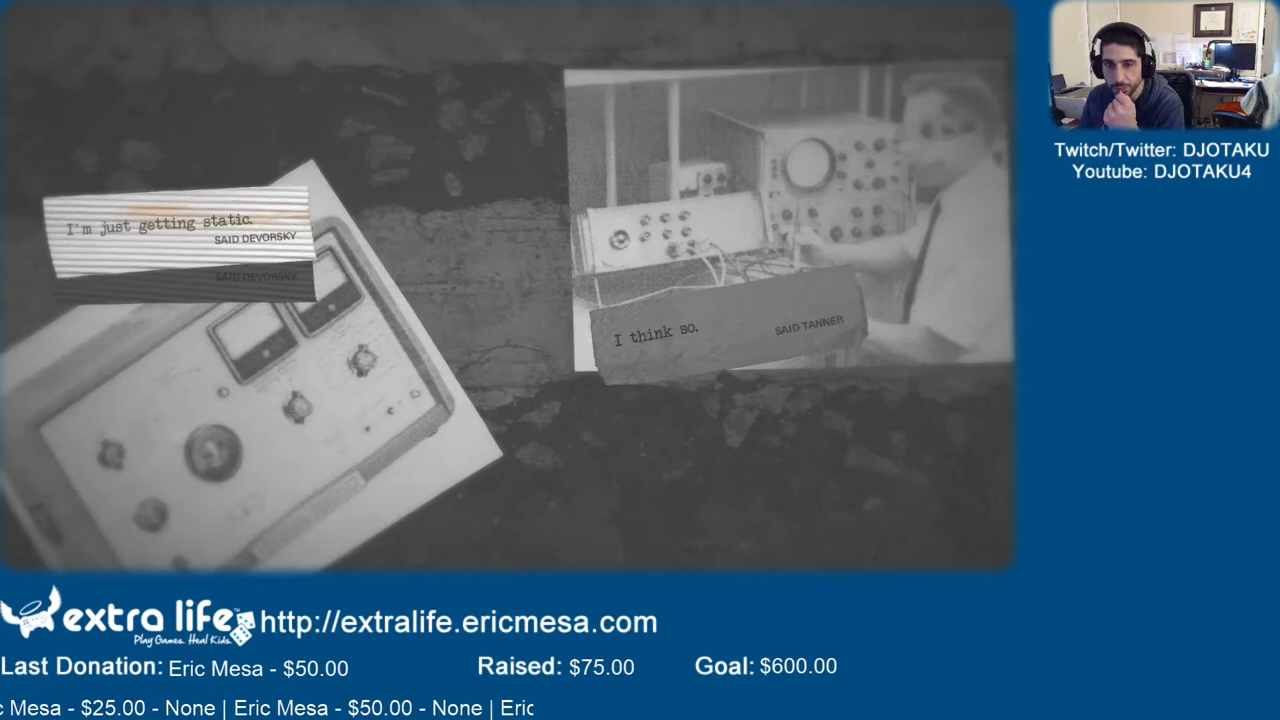 I'm just getting static.
SAID DEVORSKY
SAID DEVORSKY
I think so.
SAID TANNER
Twitch/Twitter: DJOTAKU
Youtube: DJOTAKU4
extra life
Play Games. Heal Kids.
http://extralife.ericmesa.com
Last Donation: Eric Mesa - $50.00
Raised: $75.00
Goal: $600.00
c Mesa - $25.00 - None | Eric Mesa - $50.00 - None | Eric